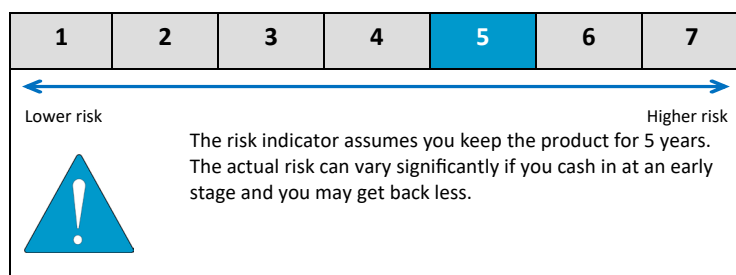 1 2 3 4 5 6 7
Lower risk Higher risk
The risk indicator assumes you keep the product for 5 years.
The actual risk can vary significantly if you cash in at an early
stage and you may get back less.